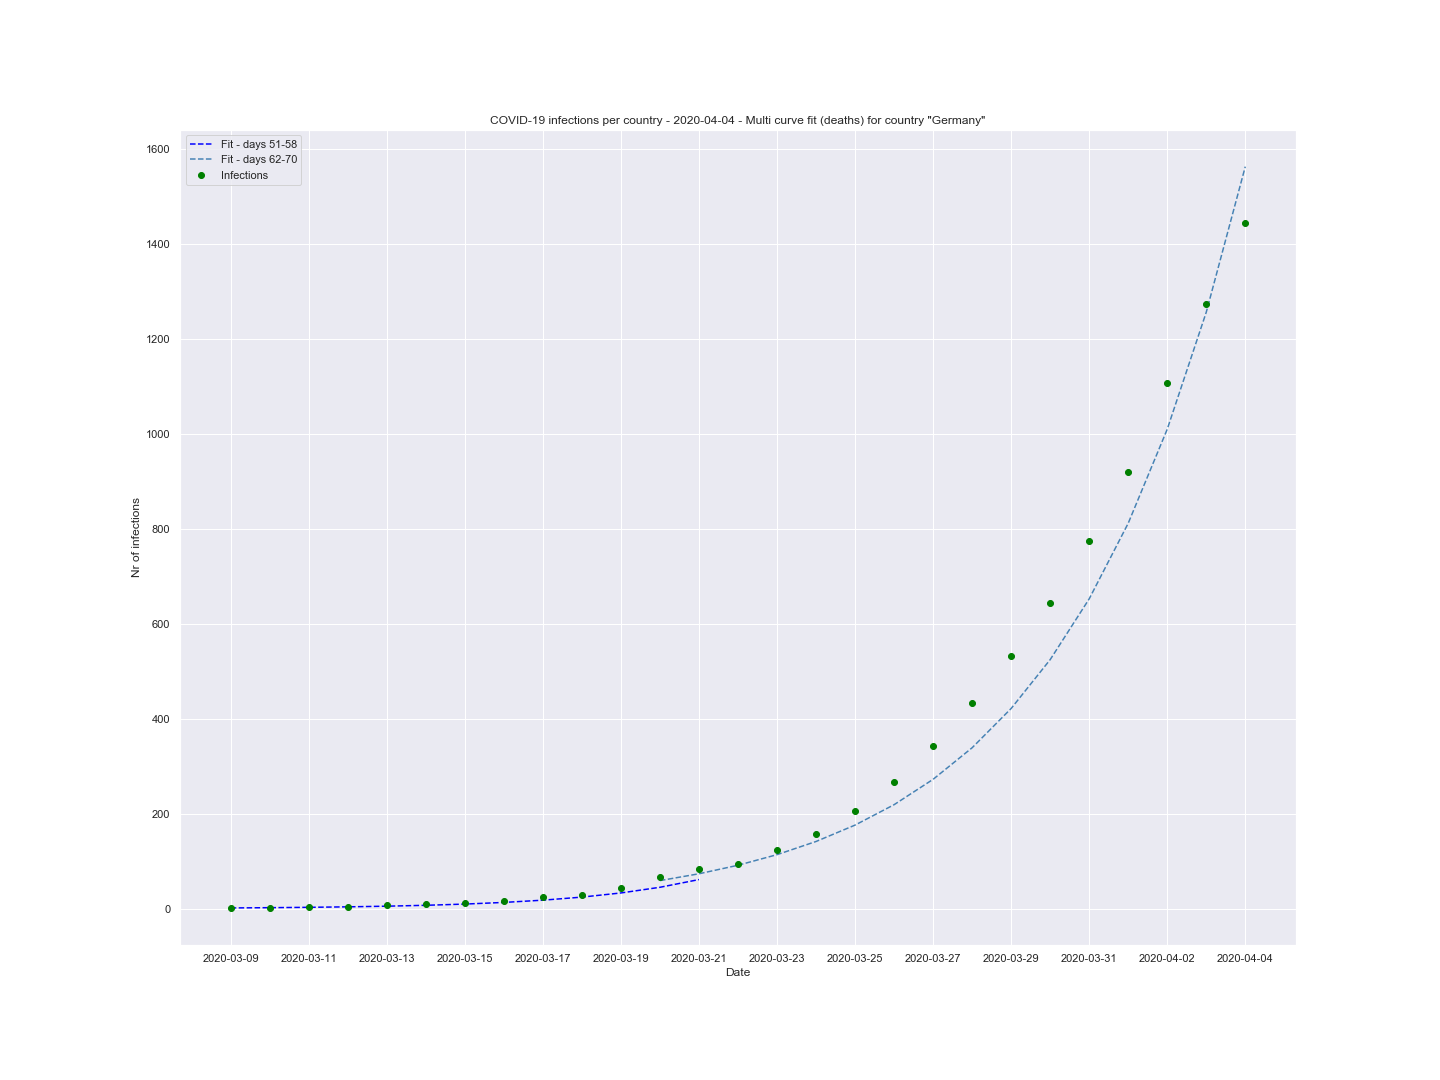 COVID-19 infections per country - 2020-04-04 - Multi curve fit (deaths) for country "Germany"
Fit - days 51-58
Fit - days 62-70
Infections
1600
1400
1200
1000
800
600
400
200
0
Nr of infections
2020-03-09 2020-03-11 2020-03-13 2020-03-15 2020-03-17 2020-03-19 2020-03-21 2020-03-23 2020-03-25 2020-03-27 2020-03-29 2020-03-31 2020-04-02 2020-04-04
Date